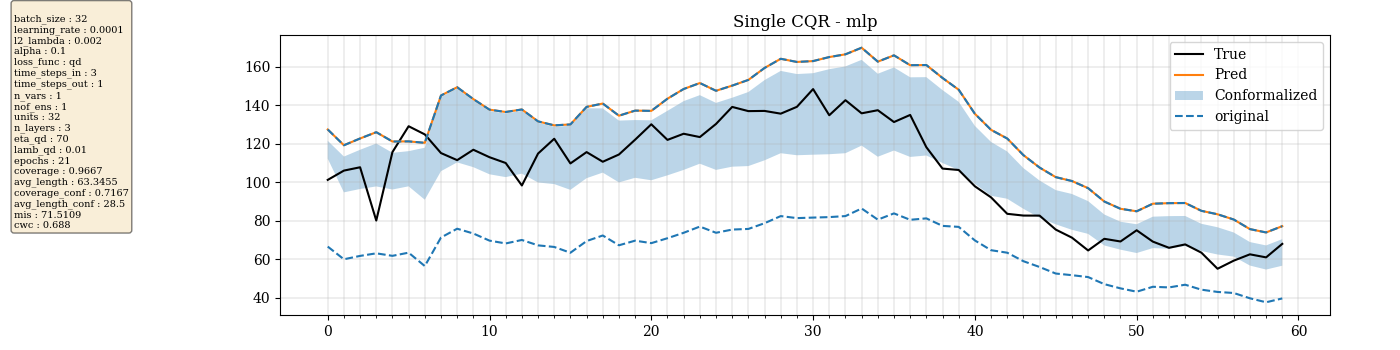 batch_size : 32
learning_rate : 0.0001
l2_lambda : 0.002
alpha : 0.1
loss_func : qd
time_steps_in : 3
time_steps_out : 1
n_vars : 1
nof_ens : 1
units : 32
n_layers : 3
eta_qd : 70
lamb_qd : 0.01
epochs : 21
coverage : 0.9667
avg_length : 63.3455
coverage_conf : 0.7167
avg_length_conf : 28.5
mis : 71.5109
cwc : 0.688
Single CQR - mlp
160
140
120
100
80
60
40
0 10 20 30 40 50 60
True
Pred
Conformalized
original